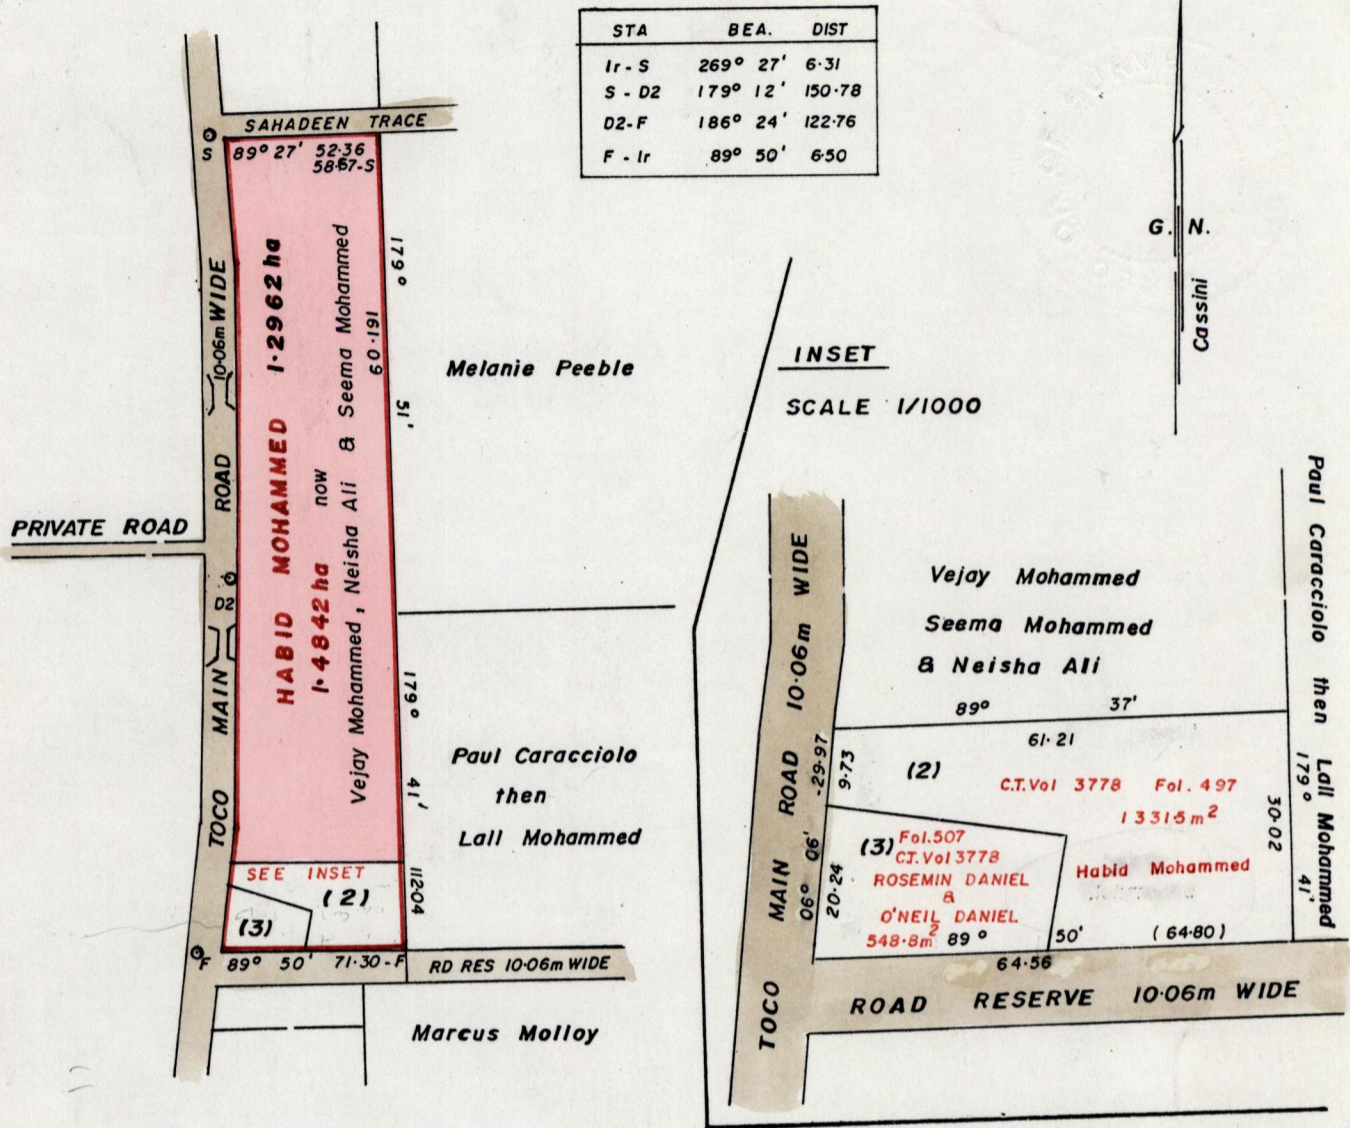 STA BEA. DIST
Ir - S 269° 27' 6·31
S - D2 179° 12' 150·78
D2-F 186° 24' 122·76
F - Ir 89° 50' 6·50
SAHADEEN TRACE
S
89° 27' 52·36
58·67-S
TOCO MAIN ROAD 10·06m WIDE
HABID MOHAMMED 1·2962 ha
1·4842 ha now
Vejay Mohammed, Neisha Ali & Seema Mohammed
179° 51'
60·191
Melanie Peeble
PRIVATE ROAD
D2
179° 41'
112·04
Paul Caracciolo
then
Lall Mohammed
SEE INSET
(2)
(3)
F
89° 50' 71·30-F
RD RES 10·06m WIDE
Marcus Molloy
G. N.
Cassini
INSET
SCALE 1/1000
TOCO MAIN ROAD 10·06m WIDE
Vejay Mohammed
Seema Mohammed
& Neisha Ali
89° 37'
61·21
Paul Caracciolo then Lall Mohammed
179° 41'
30·02
06° 06' -29·97
9·73
20·24
(2)
C.T. Vol 3778 Fol. 497
1331·5 m²
Habid Mohammed
(3) Fol. 507
C.T. Vol 3778
ROSEMIN DANIEL
&
O'NEIL DANIEL
548·8m²
89° 50' (64·80)
64·56
ROAD RESERVE 10·06m WIDE